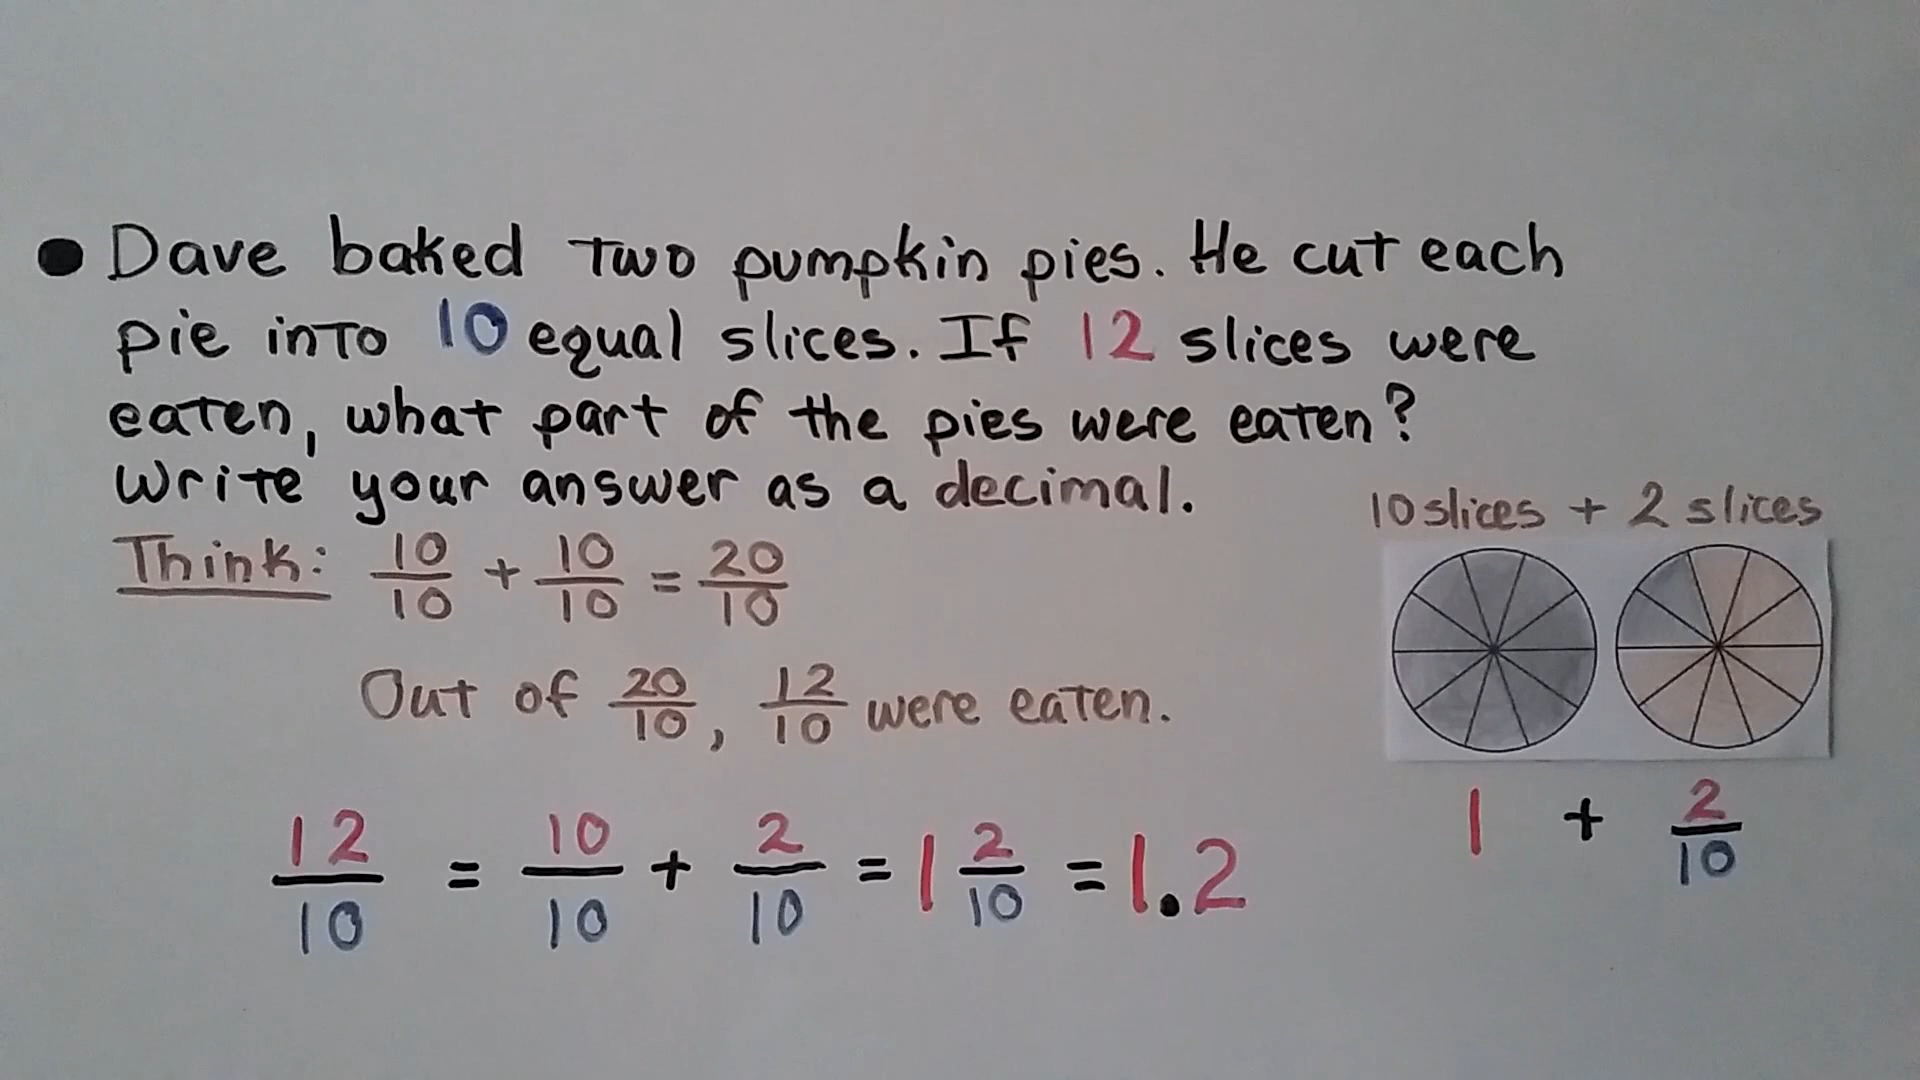 • Dave baked two pumpkin pies. He cut each
pie into 10 equal slices. If 12 slices were
eaten, what part of the pies were eaten?
Write your answer as a decimal.
10 slices + 2 slices
Think: 10/10 + 10/10 = 20/10
Out of 20/10, 12/10 were eaten.
1 + 2/10
12/10 = 10/10 + 2/10 = 1 2/10 = 1.2